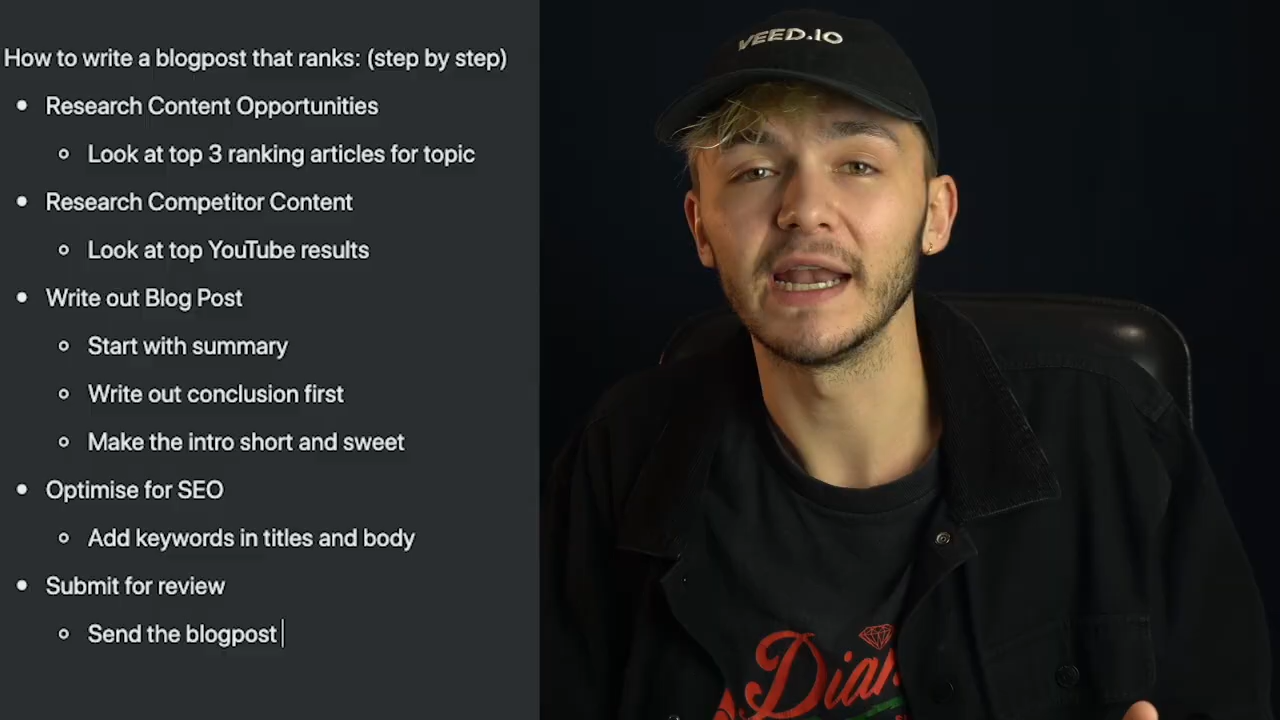 How to write a blogpost that ranks: (step by step)
• Research Content Opportunities
○ Look at top 3 ranking articles for topic
• Research Competitor Content
○ Look at top YouTube results
• Write out Blog Post
○ Start with summary
○ Write out conclusion first
○ Make the intro short and sweet
• Optimise for SEO
○ Add keywords in titles and body
• Submit for review
○ Send the blogpost
VEED.IO